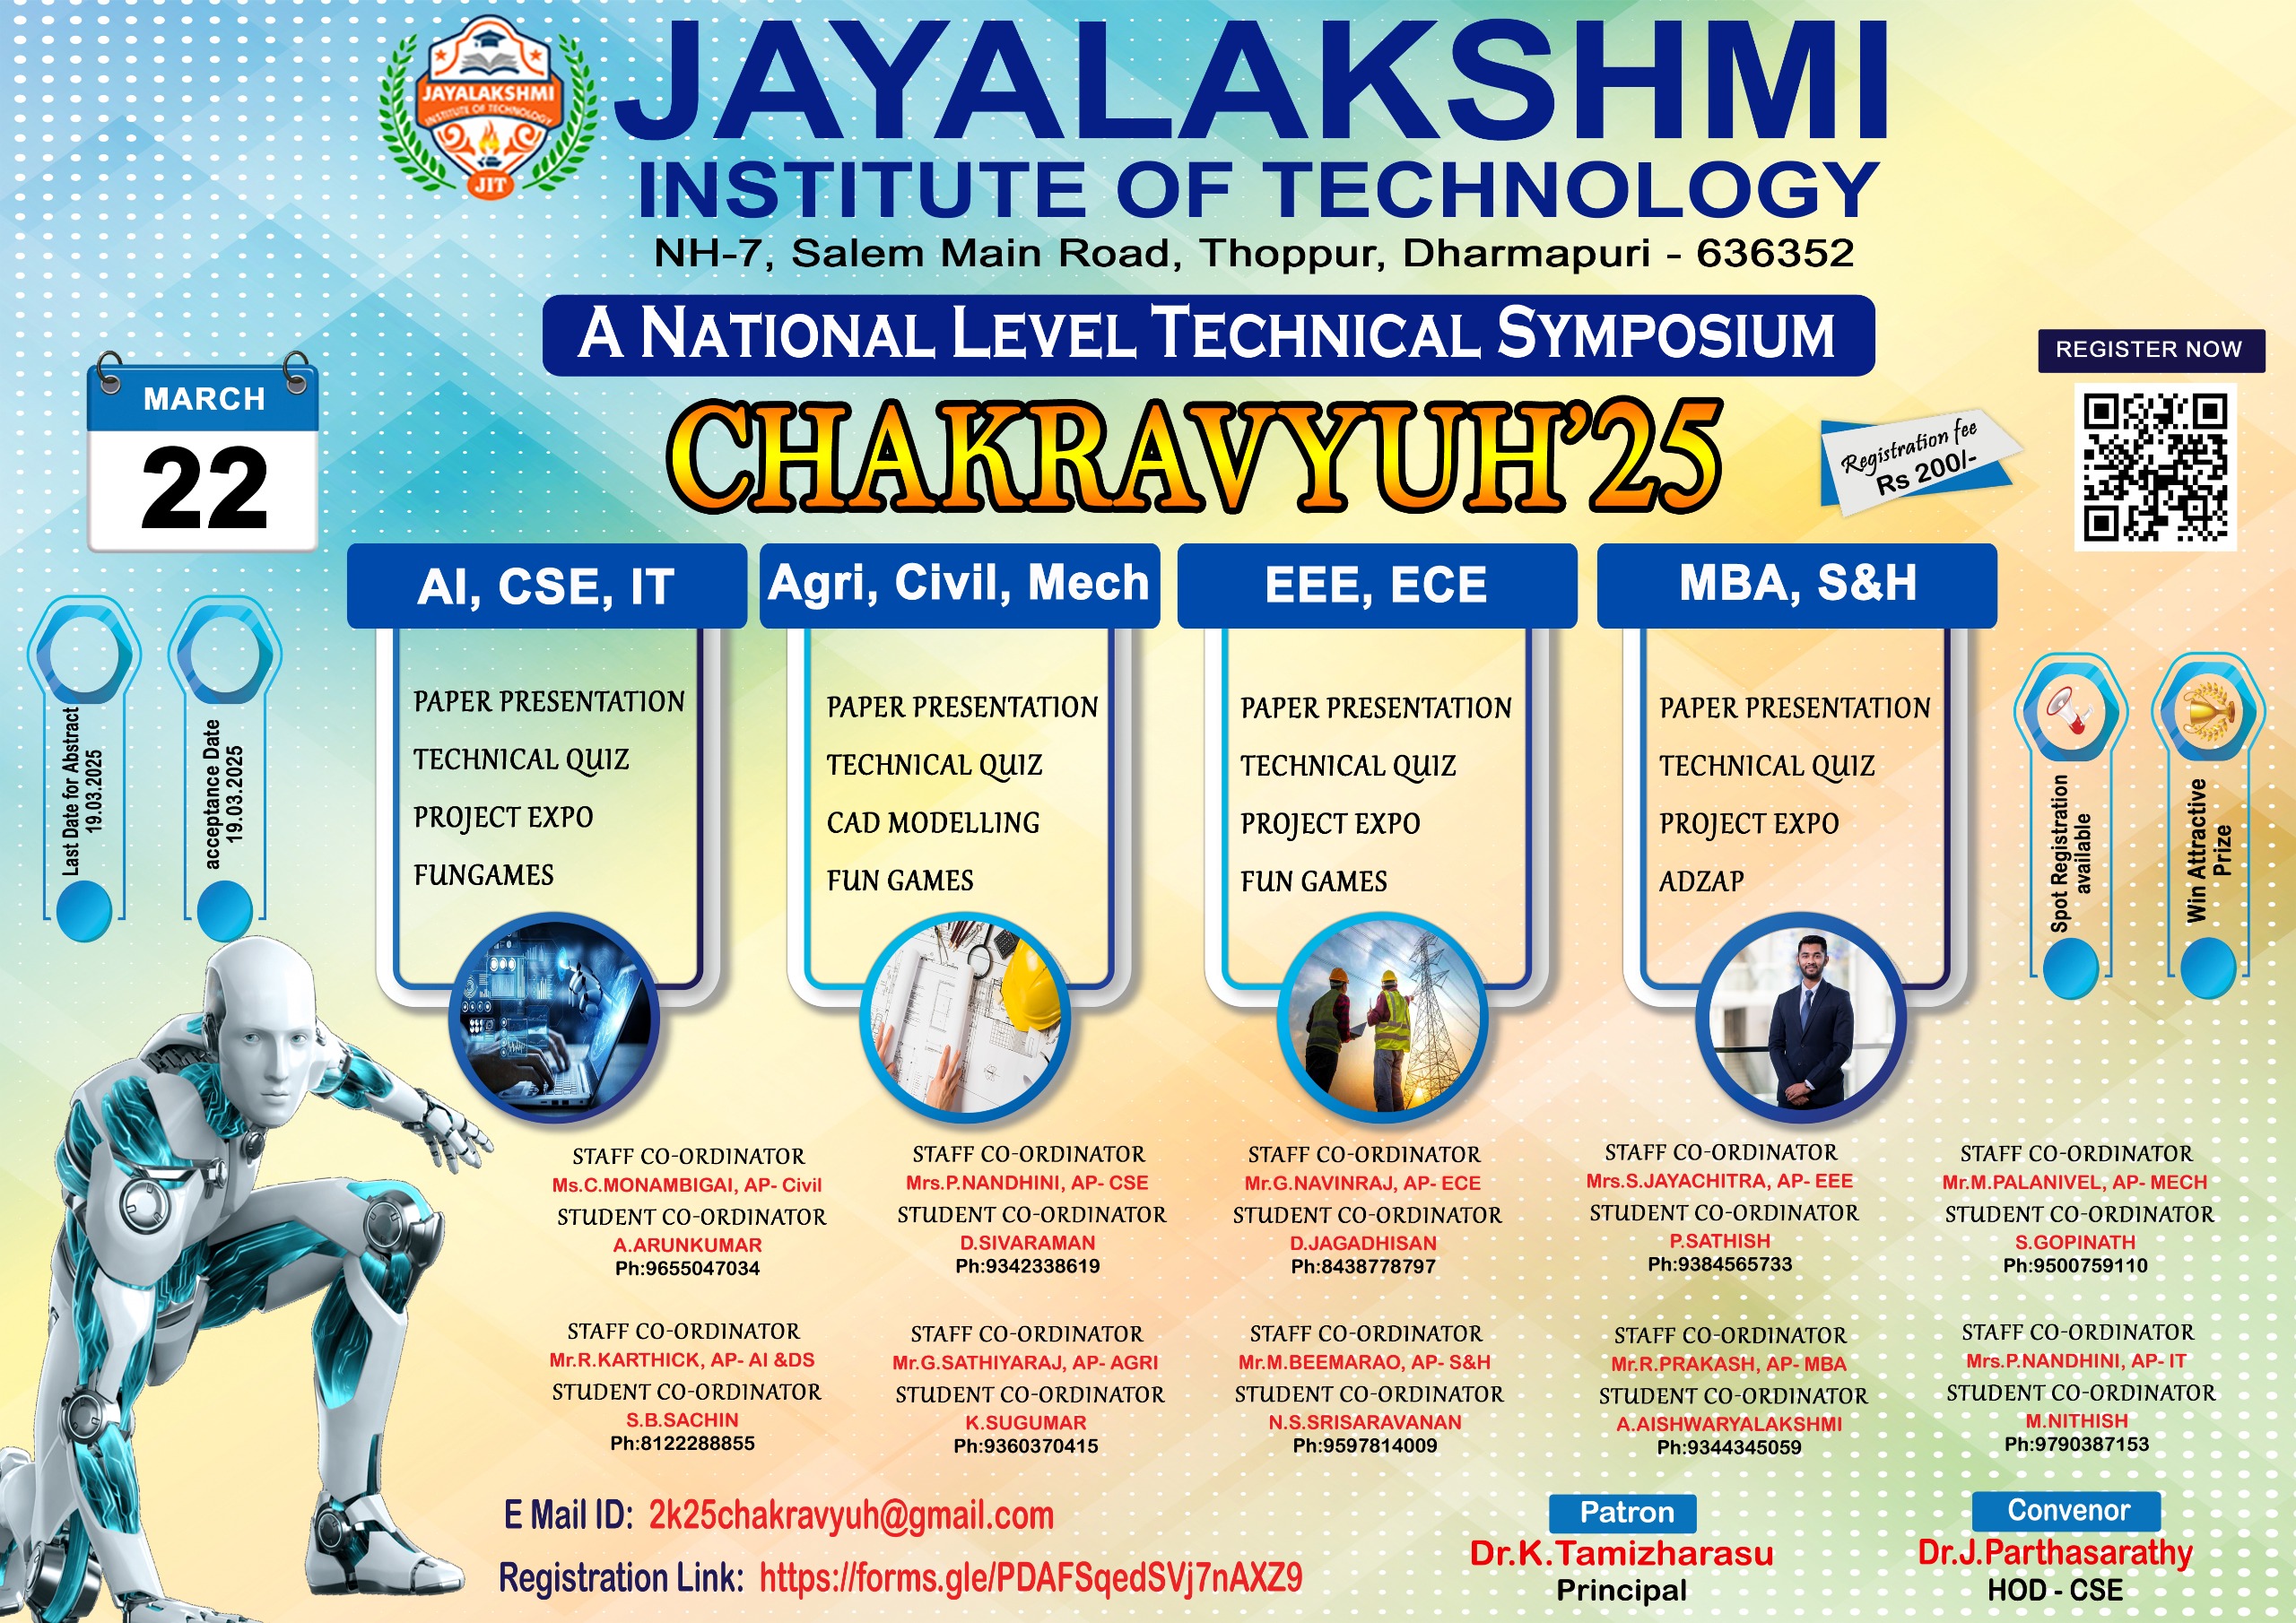 JAYALAKSHMI
INSTITUTE OF TECHNOLOGY
JIT
JAYALAKSHMI
INSTITUTE OF TECHNOLOGY
NH-7, Salem Main Road, Thoppur, Dharmapuri - 636352
A NATIONAL LEVEL TECHNICAL SYMPOSIUM
CHAKRAVYUH'25
MARCH
22
Registration fee
Rs 200/-
REGISTER NOW
Last Date for Abstract
19.03.2025
acceptance Date
19.03.2025
AI, CSE, IT
PAPER PRESENTATION
TECHNICAL QUIZ
PROJECT EXPO
FUNGAMES
Agri, Civil, Mech
PAPER PRESENTATION
TECHNICAL QUIZ
CAD MODELLING
FUN GAMES
EEE, ECE
PAPER PRESENTATION
TECHNICAL QUIZ
PROJECT EXPO
FUN GAMES
MBA, S&H
PAPER PRESENTATION
TECHNICAL QUIZ
PROJECT EXPO
ADZAP
Spot Registration
available
Win Attractive
Prize
STAFF CO-ORDINATOR
Ms.C.MONAMBIGAI, AP- Civil
STUDENT CO-ORDINATOR
A.ARUNKUMAR
Ph:9655047034
STAFF CO-ORDINATOR
Mrs.P.NANDHINI, AP- CSE
STUDENT CO-ORDINATOR
D.SIVARAMAN
Ph:9342338619
STAFF CO-ORDINATOR
Mr.G.NAVINRAJ, AP- ECE
STUDENT CO-ORDINATOR
D.JAGADHISAN
Ph:8438778797
STAFF CO-ORDINATOR
Mrs.S.JAYACHITRA, AP- EEE
STUDENT CO-ORDINATOR
P.SATHISH
Ph:9384565733
STAFF CO-ORDINATOR
Mr.M.PALANIVEL, AP- MECH
STUDENT CO-ORDINATOR
S.GOPINATH
Ph:9500759110
STAFF CO-ORDINATOR
Mr.R.KARTHICK, AP- AI &DS
STUDENT CO-ORDINATOR
S.B.SACHIN
Ph:8122288855
STAFF CO-ORDINATOR
Mr.G.SATHIYARAJ, AP- AGRI
STUDENT CO-ORDINATOR
K.SUGUMAR
Ph:9360370415
STAFF CO-ORDINATOR
Mr.M.BEEMARAO, AP- S&H
STUDENT CO-ORDINATOR
N.S.SRISARAVANAN
Ph:9597814009
STAFF CO-ORDINATOR
Mr.R.PRAKASH, AP- MBA
STUDENT CO-ORDINATOR
A.AISHWARYALAKSHMI
Ph:9344345059
STAFF CO-ORDINATOR
Mrs.P.NANDHINI, AP- IT
STUDENT CO-ORDINATOR
M.NITHISH
Ph:9790387153
E Mail ID: 2k25chakravyuh@gmail.com
Registration Link: https://forms.gle/PDAFSqedSVj7nAXZ9
Patron
Dr.K.Tamizharasu
Principal
Convenor
Dr.J.Parthasarathy
HOD - CSE